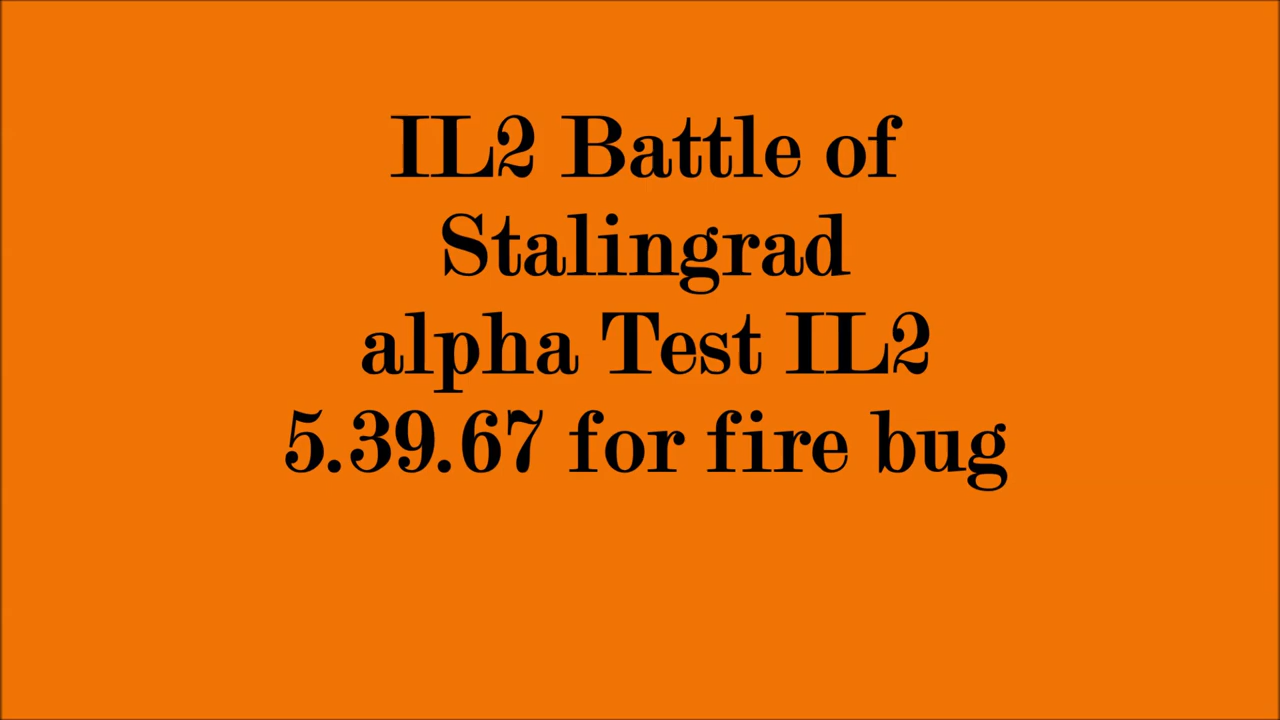 IL2 Battle of
Stalingrad
alpha Test IL2
5.39.67 for fire bug